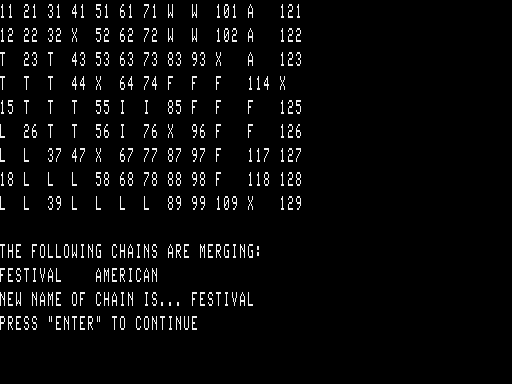 11 21 31 41 51 61 71 W W 101 A 121
12 22 32 X 52 62 72 W W 102 A 122
T 23 T 43 53 63 73 83 93 X A 123
T T T 44 X 64 74 F F F 114 X
15 T T T 55 I I 85 F F F 125
L 26 T T 56 I 76 X 96 F F 126
L L 37 47 X 67 77 87 97 F 117 127
18 L L L 58 68 78 88 98 F 118 128
L L 39 L L L L 89 99 109 X 129
THE FOLLOWING CHAINS ARE MERGING:
FESTIVAL AMERICAN
NEW NAME OF CHAIN IS... FESTIVAL
PRESS "ENTER" TO CONTINUE